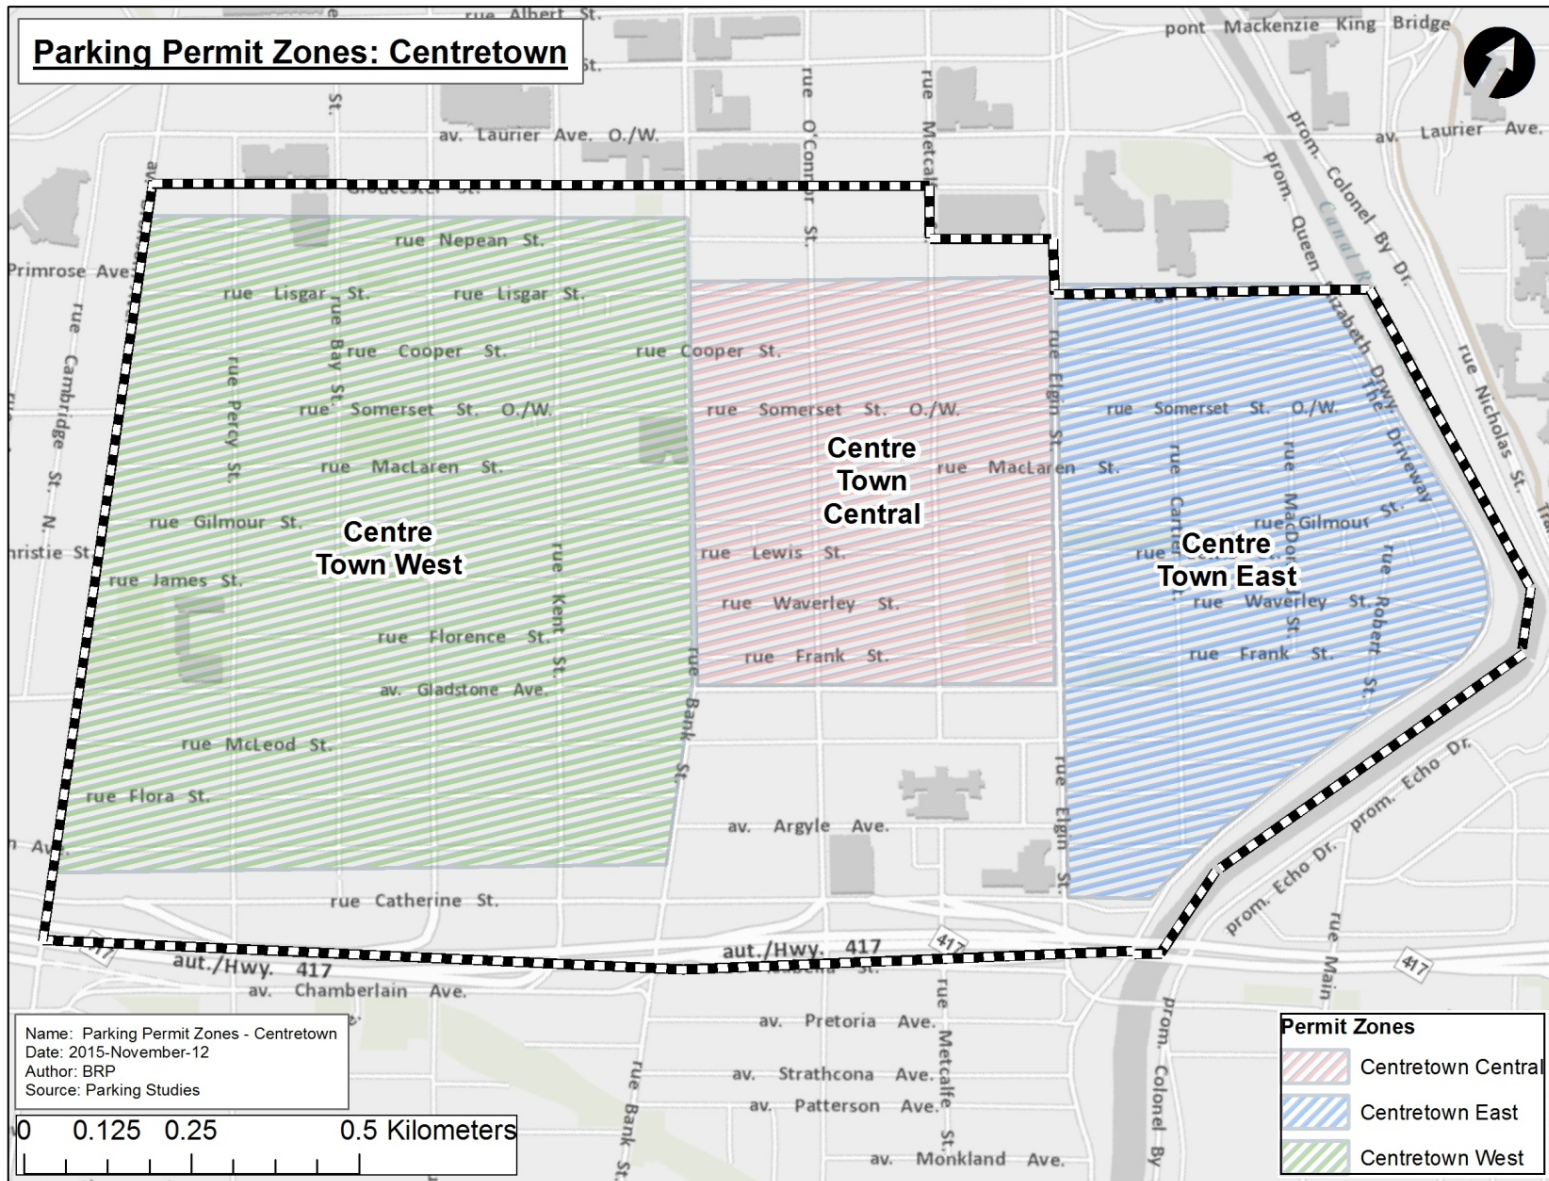 rue Albert St.
pont Mackenzie King Bridge
Parking Permit Zones: Centretown
St.
St.
rue O'Connor St.
rue Metcalfe
av. Laurier Ave. O./W.
av. Laurier Ave.
prom. Colonel By Dr.
prom. Queen Elizabeth Drwy.
The Driveway
rue Nepean St.
Primrose Ave.
rue Lisgar St.
rue Lisgar St.
rue Bay St.
rue Cambridge St. N.
rue Percy St.
rue Cooper St.
rue Cooper St.
rue Elgin St.
rue Nicholas St.
rue Somerset St. O./W.
rue Somerset St. O./W.
rue Somerset St. O./W.
Centre
Town
Central
rue MacLaren St.
rue MacLaren St.
rue Gilmour St.
rue Gilmour St.
Centre
Town West
Centre
Town East
rue Lewis St.
rue James St.
rue Kent St.
rue Waverley St.
rue Waverley St.
rue Robert St.
rue Florence St.
rue Frank St.
rue Frank St.
av. Gladstone Ave.
rue Bank St.
rue McLeod St.
rue Elgin St.
prom. Echo Dr.
rue Flora St.
av. Argyle Ave.
prom. Echo Dr.
rue Catherine St.
rue Main
417
417
417
aut./Hwy. 417
aut./Hwy. 417
av. Chamberlain Ave.
av. Pretoria Ave.
rue Metcalfe St.
prom. Colonel By
rue Bank St.
av. Strathcona Ave.
av. Patterson Ave.
av. Monkland Ave.
Name: Parking Permit Zones - Centretown
Date: 2015-November-12
Author: BRP
Source: Parking Studies
0 0.125 0.25 0.5 Kilometers
Permit Zones
Centretown Central
Centretown East
Centretown West